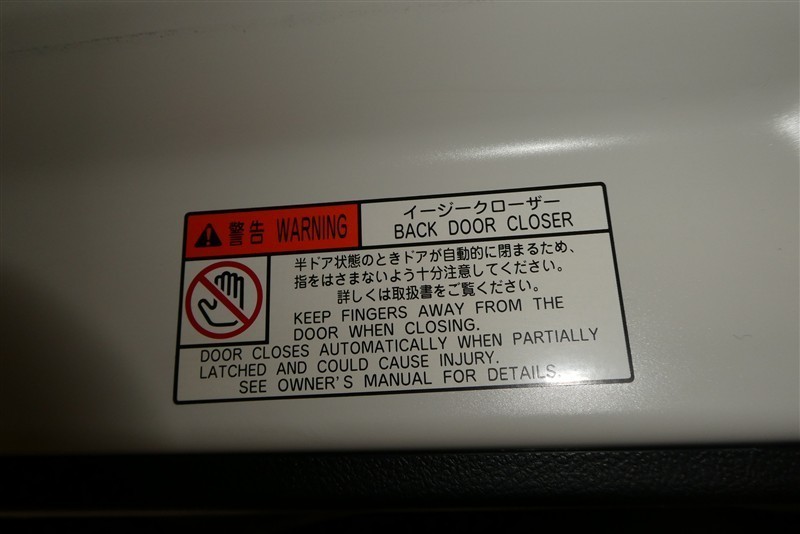 警告 WARNING
イージークローザー
BACK DOOR CLOSER
半ドア状態のときドアが自動的に閉まるため、
指をはさまないよう十分注意してください。
詳しくは取扱書をご覧ください。
KEEP FINGERS AWAY FROM THE
DOOR WHEN CLOSING.
DOOR CLOSES AUTOMATICALLY WHEN PARTIALLY
LATCHED AND COULD CAUSE INJURY.
SEE OWNER'S MANUAL FOR DETAILS.